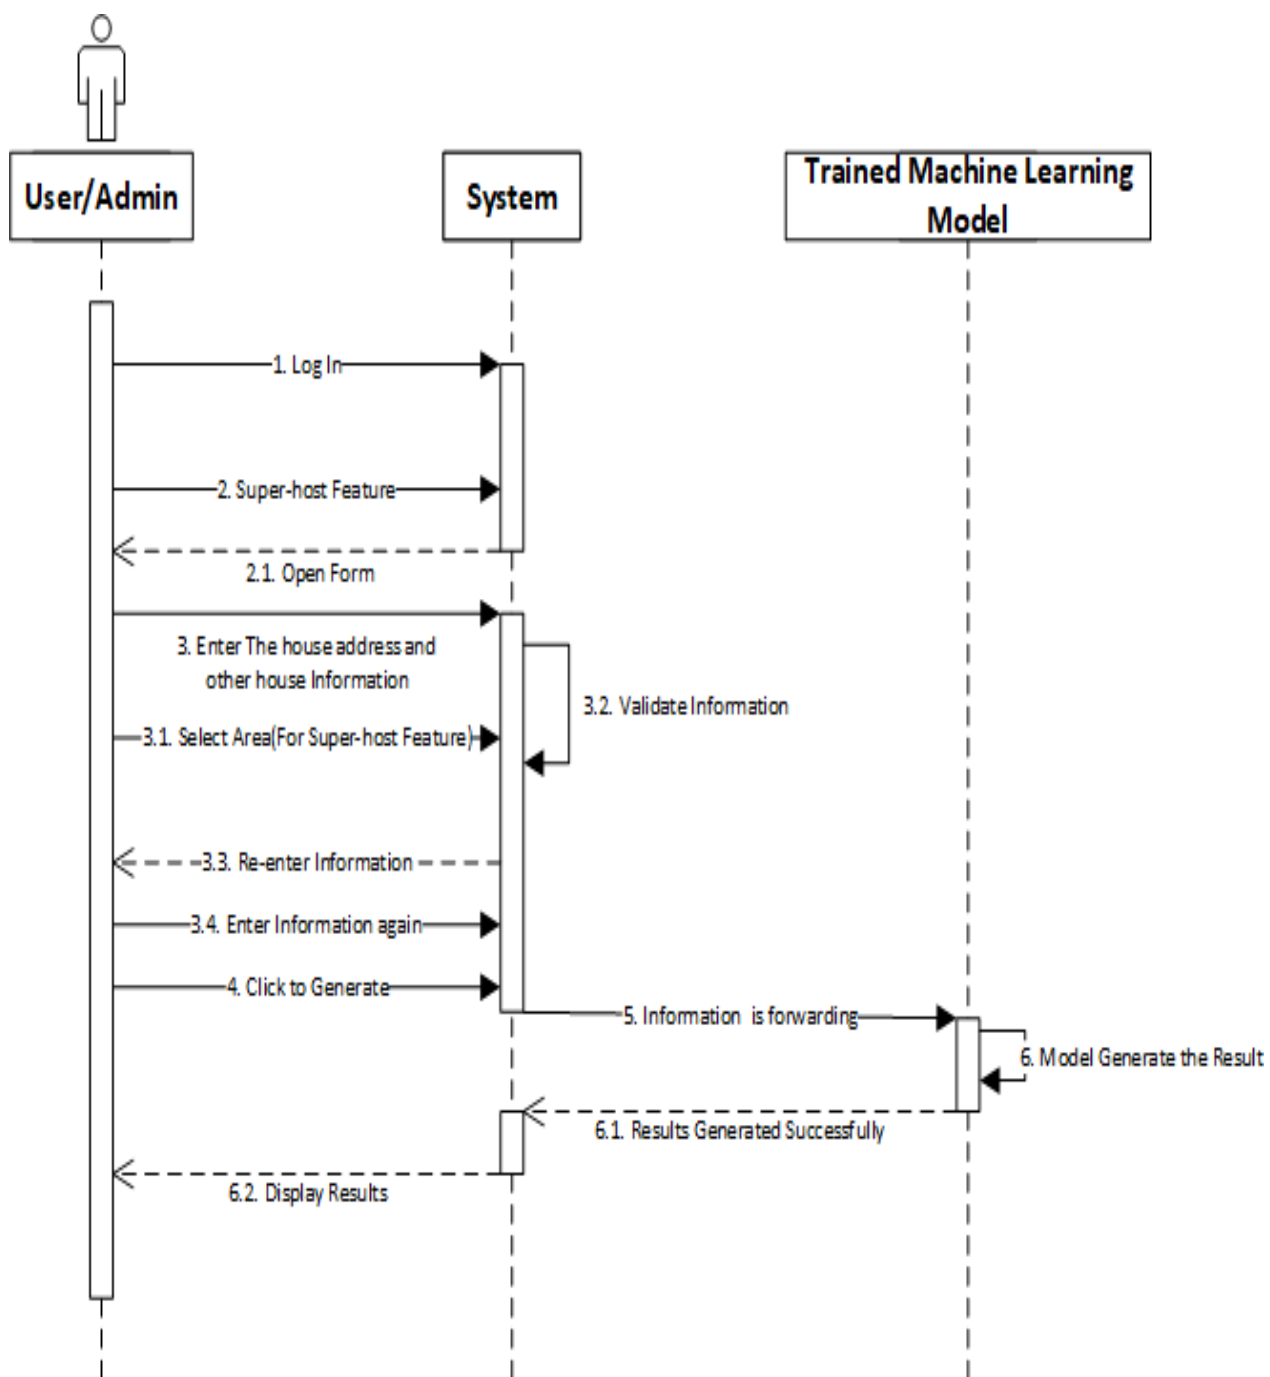 User/Admin
System
Trained Machine Learning
Model
1. Log In
2. Super-host Feature
2.1. Open Form
3. Enter The house address and
other house Information
3.2. Validate Information
3.1. Select Area(For Super-host Feature)
3.3. Re-enter Information
3.4. Enter Information again
4. Click to Generate
5. Information is forwarding
6. Model Generate the Result
6.1. Results Generated Successfully
6.2. Display Results